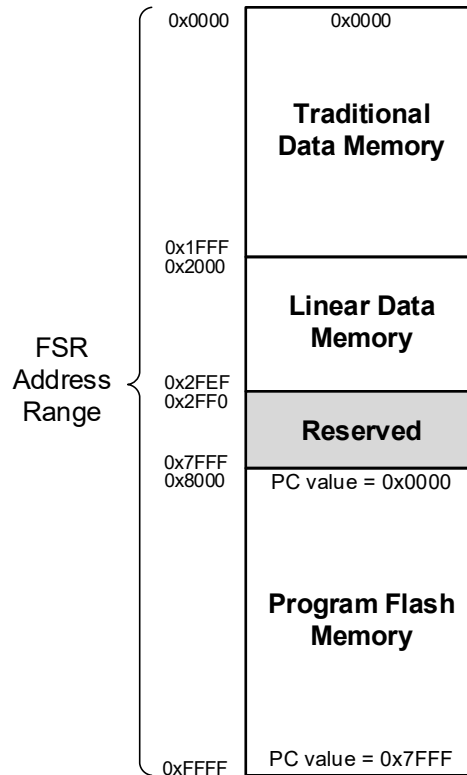 0x0000
0x0000
Traditional
Data Memory
0x1FFF
0x2000
Linear Data
Memory
FSR
Address
Range
0x2FEF
0x2FF0
Reserved
0x7FFF
0x8000
PC value = 0x0000
Program Flash
Memory
PC value = 0x7FFF
0xFFFF